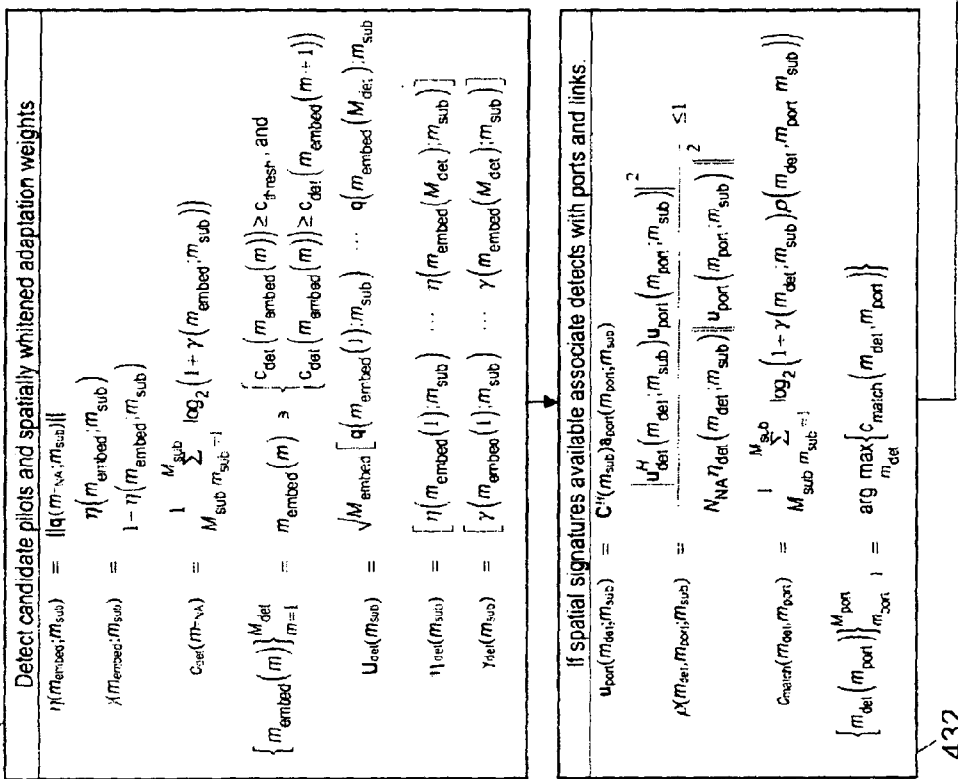 Detect candidate pilots and spatially whitened adaptation weights
η(m_embed; m_sub) = ||q(m_FNA; m_sub)||
γ(m_embed; m_sub) = η(m_embed; m_sub) / 1 − η(m_embed; m_sub)
c_det(m_FNA) = 1 / M_sub Σ_{m_sub=1}^{M_sub} log_2(1 + γ(m_embed; m_sub))
{m_embed(m)}_{m=1}^{M_det} = m_embed(m) ∋ { c_det(m_embed(m)) ≥ c_thresh, and
c_det(m_embed(m)) ≥ c_det(m_embed(m + 1))
U_det(m_sub) = √M_embed [q(m_embed(1); m_sub) ⋯ q(m_embed(M_det); m_sub
η_det(m_sub) = [η(m_embed(1); m_sub) ⋯ η(m_embed(M_det); m_sub)]
γ_det(m_sub) = [γ(m_embed(1); m_sub) ⋯ γ(m_embed(M_det); m_sub)]
If spatial signatures available associate detects with ports and links.
u_port(m_det; m_sub) = C^H(m_sub)a_port(m_port; m_sub)
ρ(m_det, m_port; m_sub) = |u_det^H(m_det; m_sub)u_port(m_port; m_sub)|^2 / N_NA η_det(m_det; m_sub)||u_port(m_port; m_sub)||^2 ≤ 1
c_match(m_det, m_port) = 1 / M_sub Σ_{m_sub=1}^{M_sub} log_2(1 + γ(m_det; m_sub)ρ(m_det, m_port; m_sub))
{m_det(m_port)}_{m_port=1}^{M_port} = arg max_{m_det}{c_match(m_det, m_port)}
432